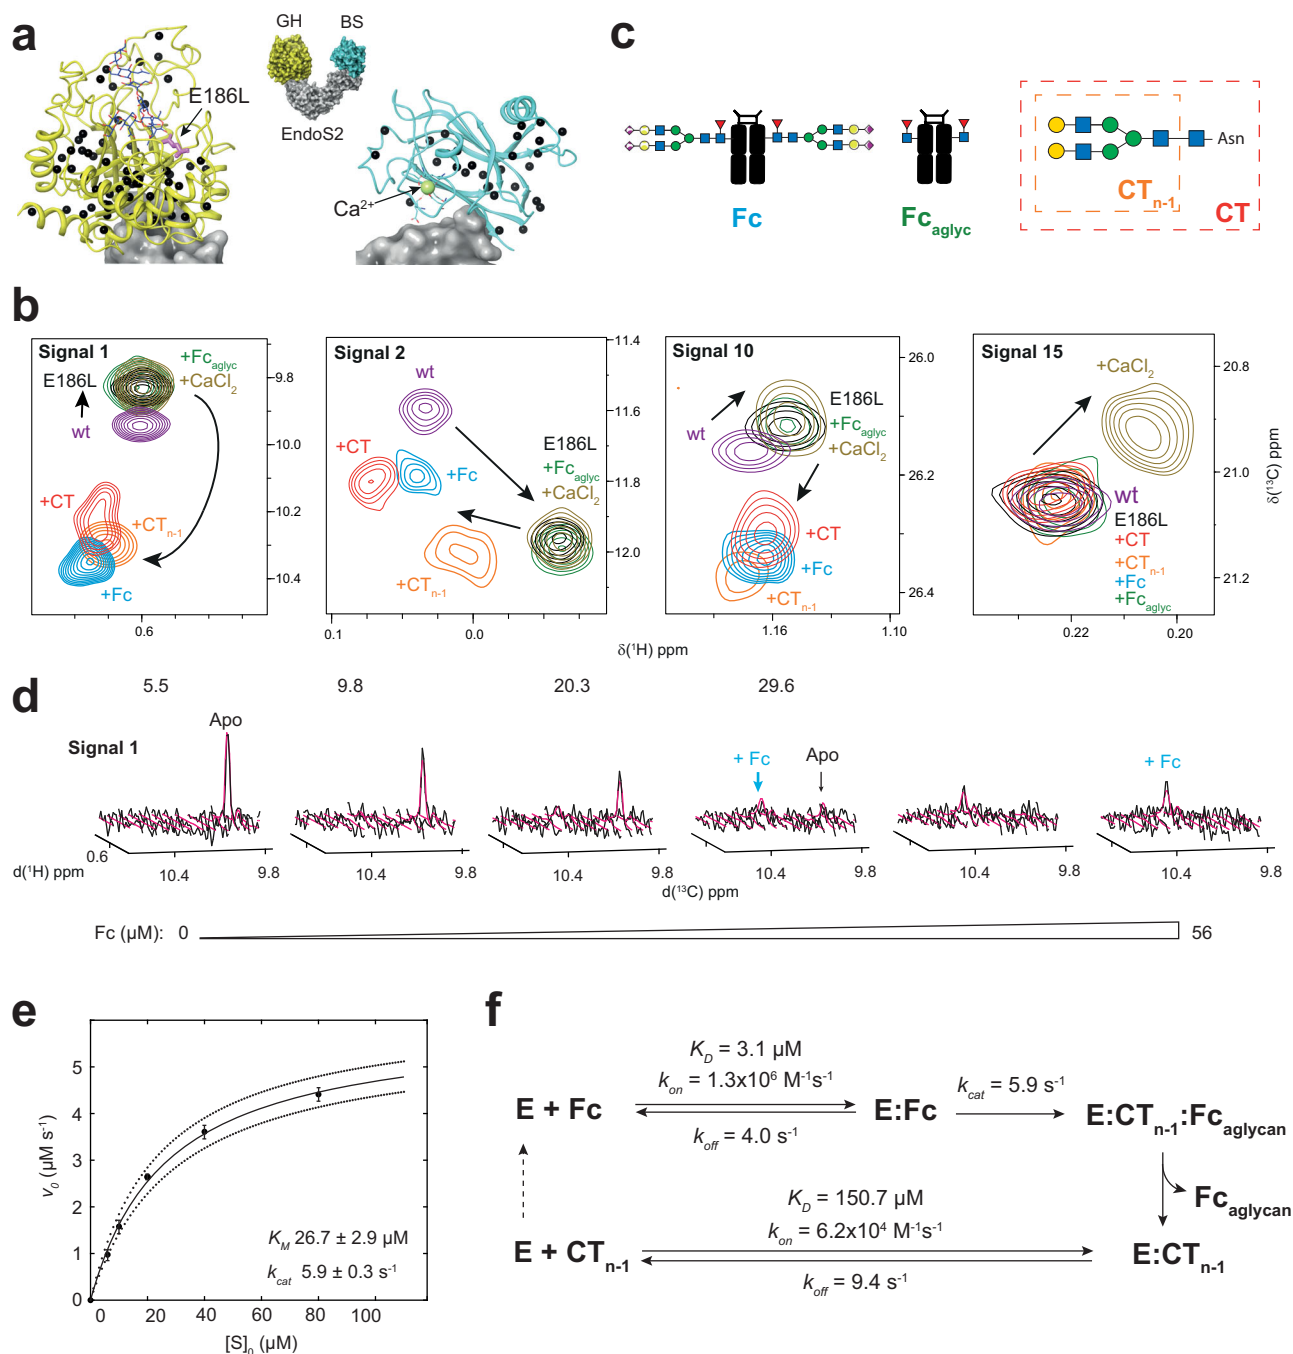 a
GH
BS
E186L
EndoS2
Ca2+
c
Fc
Fcaglyc
Asn
CTn-1
CT
b
Signal 1
+Fcaglyc
E186L
+CaCl2
wt
+CT
+CTn-1
+Fc
9.8
10.0
10.2
10.4
0.6
Signal 2
wt
+CT
+Fc
E186L
+Fcaglyc
+CaCl2
+CTn-1
11.4
11.6
11.8
12.0
0.1
0.0
Signal 10
wt
E186L
+Fcaglyc
+CaCl2
+CT
+Fc
+CTn-1
26.0
26.2
26.4
1.16
1.10
Signal 15
+CaCl2
wt
E186L
+CT
+CTn-1
+Fc
+Fcaglyc
20.8
21.0
21.2
0.22
0.20
δ(13C) ppm
δ(1H) ppm
5.5
9.8
20.3
29.6
d
Signal 1
Apo
+ Fc
Apo
+ Fc
0.6
d(1H) ppm
10.4
9.8
10.4
9.8
10.4
9.8
10.4
9.8
10.4
9.8
10.4
9.8
d(13C) ppm
Fc (μM):
0
56
e
v0 (μM s-1)
5
4
3
2
1
0
KM 26.7 ± 2.9 μM
kcat 5.9 ± 0.3 s-1
0
20
40
60
80
100
[S]0 (μM)
f
KD = 3.1 μM
kon = 1.3x106 M-1s-1
E + Fc
E:Fc
koff = 4.0 s-1
kcat = 5.9 s-1
E:CTn-1:Fcaglycan
Fcaglycan
KD = 150.7 μM
kon = 6.2x104 M-1s-1
E + CTn-1
E:CTn-1
koff = 9.4 s-1